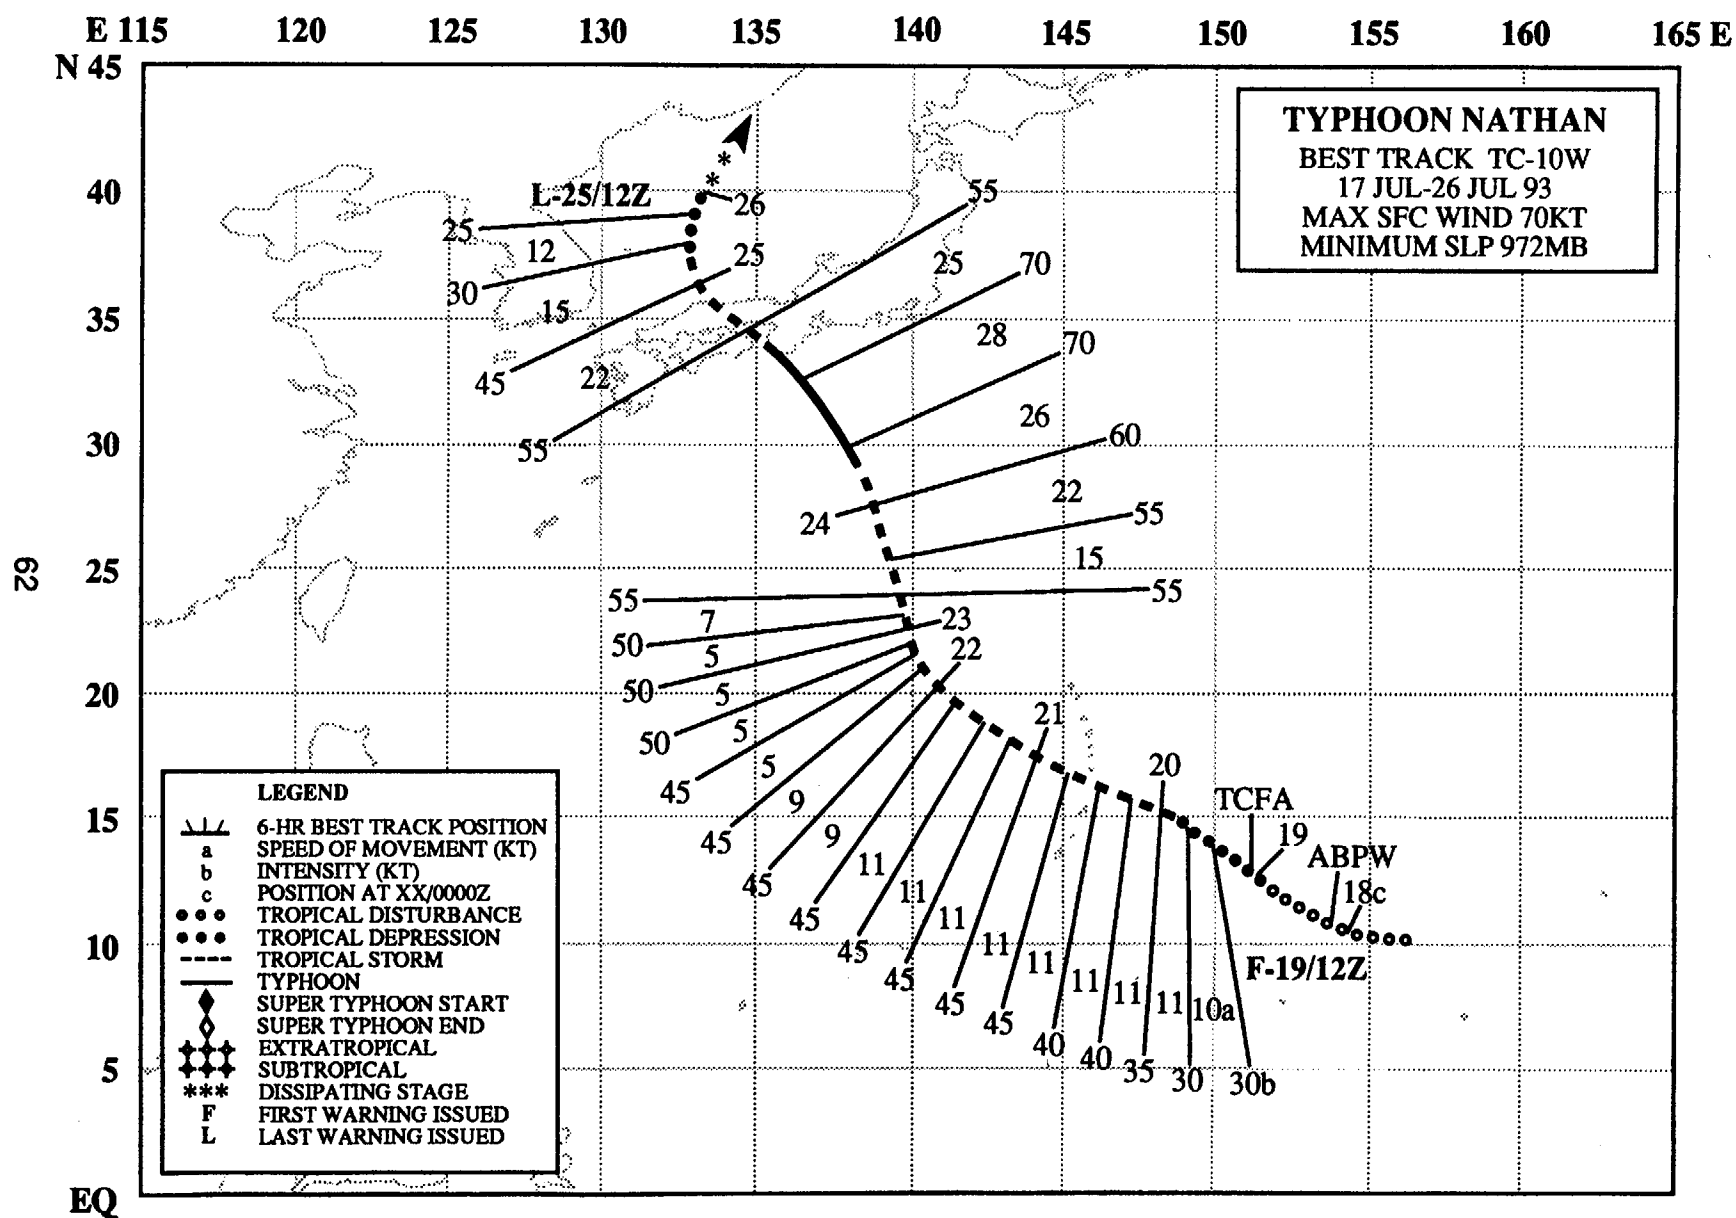 E 115 120 125 130 135 140 145 150 155 160 165 E
N 45
TYPHOON NATHAN
BEST TRACK TC-10W
17 JUL-26 JUL 93
MAX SFC WIND 70KT
MINIMUM SLP 972MB
40
L-25/12Z
26
55
25
12
25
25
70
30
15
35
28
70
45
22
26
30
55
60
22
24
55
15
25
55
55
7
23
50
5
22
50
5
20
50
5
21
45
5
20
9
TCFA
15
45
9
19
ABPW
11
18c
45
11
45
11
10
45
11
F-19/12Z
45
11
11
45
11
11
10a
45
40
40
35
30
30b
5
EQ
LEGEND
6-HR BEST TRACK POSITION
a SPEED OF MOVEMENT (KT)
b INTENSITY (KT)
c POSITION AT XX/0000Z
TROPICAL DISTURBANCE
TROPICAL DEPRESSION
TROPICAL STORM
TYPHOON
SUPER TYPHOON START
SUPER TYPHOON END
EXTRATROPICAL
SUBTROPICAL
*** DISSIPATING STAGE
F FIRST WARNING ISSUED
L LAST WARNING ISSUED
62